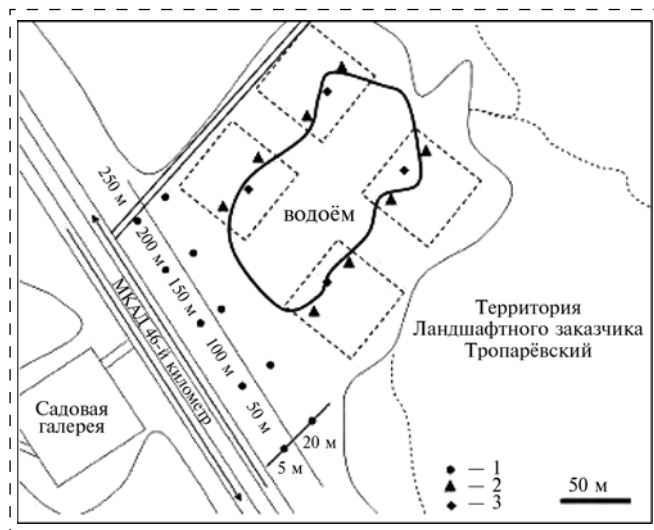 250 м
200 м
150 м
100 м
50 м
МКАД 46-й километр
водоём
Территория
Ландшафтного заказчика
Тропарёвский
Садовая
галерея
20 м
5 м
— 1
— 2
— 3
50 м